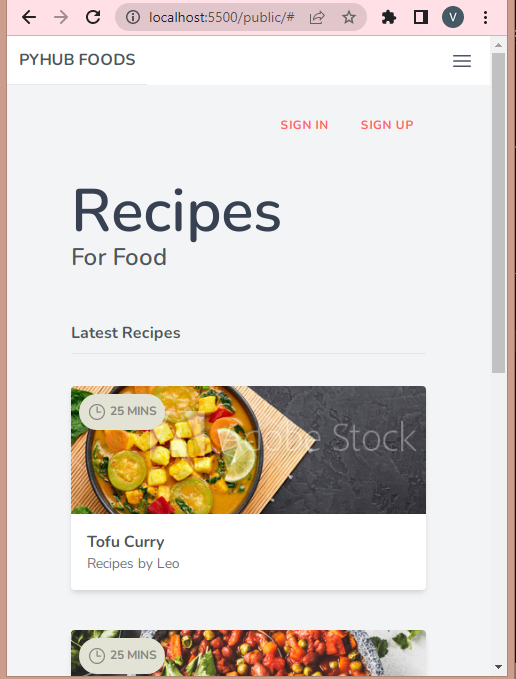 localhost:5500/public/#
V
PYHUB FOODS
SIGN IN SIGN UP
Recipes
For Food
Latest Recipes
25 MINS
Adobe Stock
Tofu Curry
Recipes by Leo
25 MINS